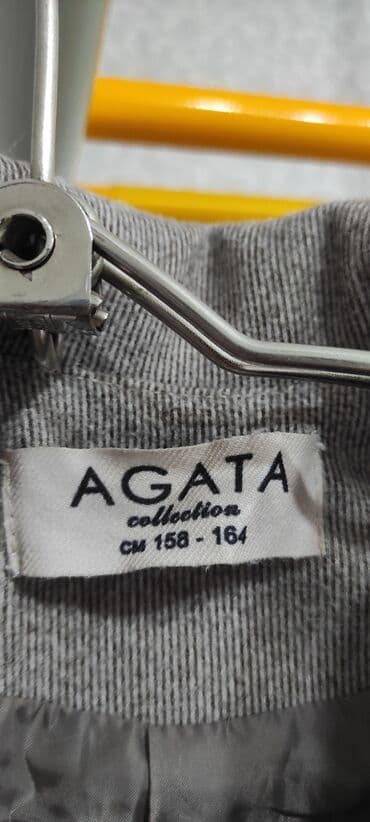 AGATA
collection
см 158 - 164